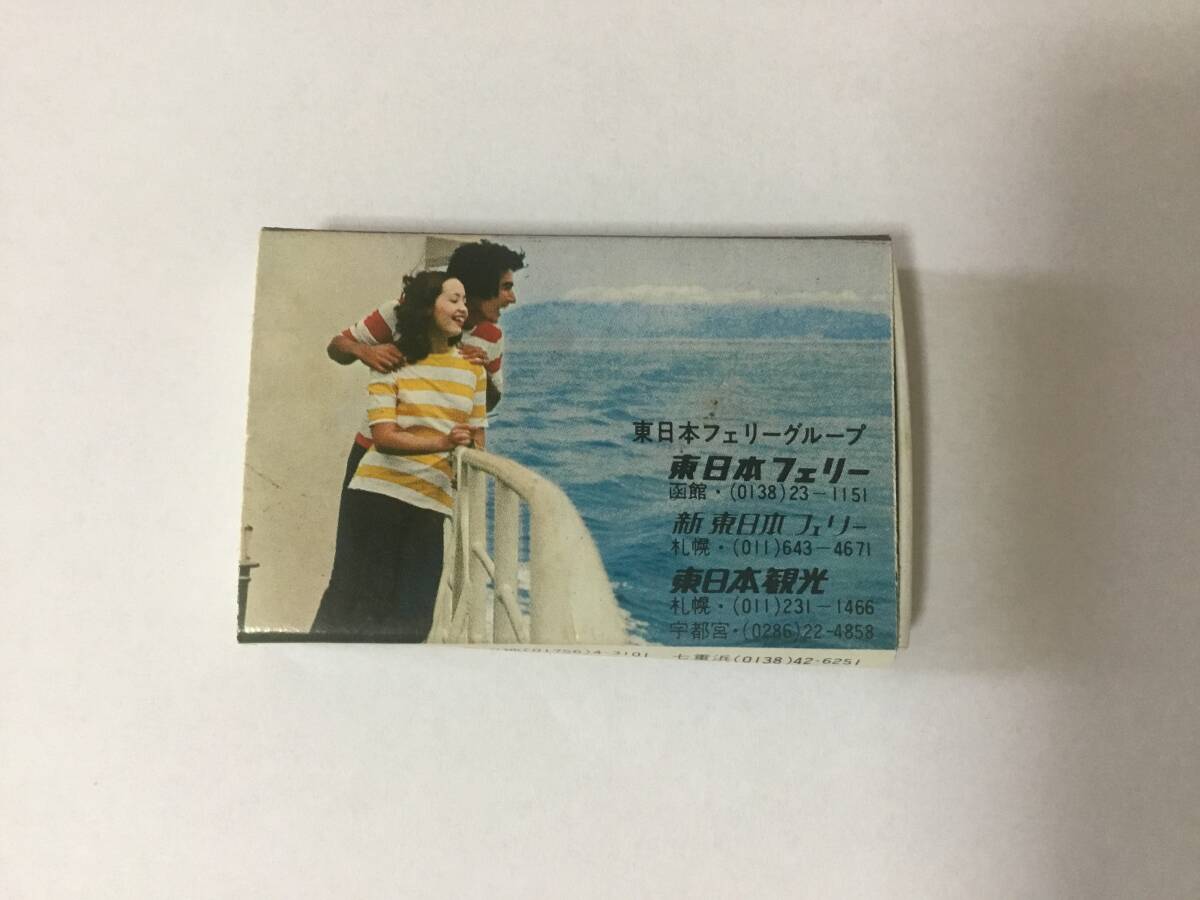 東日本フェリーグループ
東日本フェリー
函館・(0138)23-1151
新東日本フェリー
札幌・(011)643-4671
東日本観光
札幌・(011)231-1466
宇都宮・(0286)22-4858
七重浜(0138)42-6251